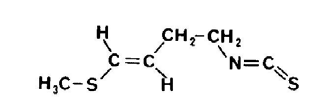 H CH₂-CH₂
C=C N=C
H₃C-S H S